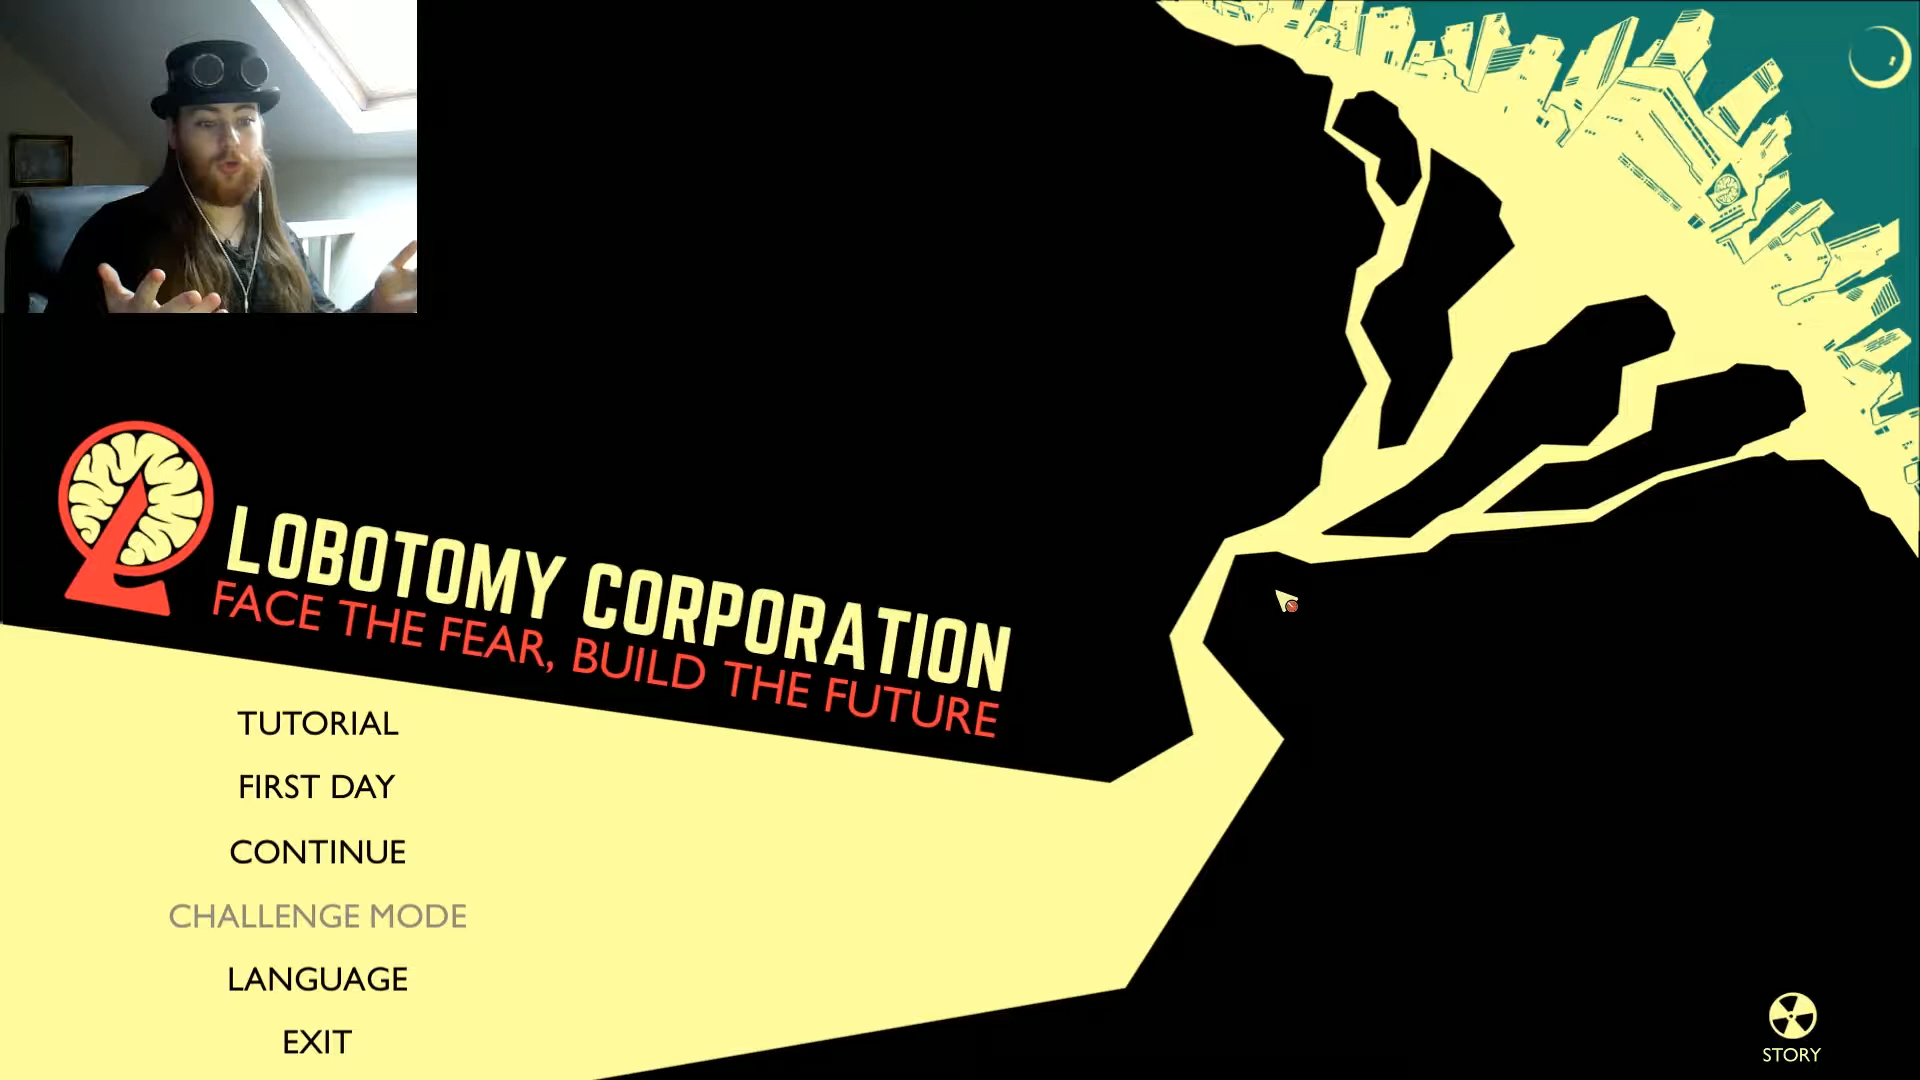 LOBOTOMY CORPORATION
FACE THE FEAR, BUILD THE FUTURE
TUTORIAL
FIRST DAY
CONTINUE
CHALLENGE MODE
LANGUAGE
EXIT
STORY